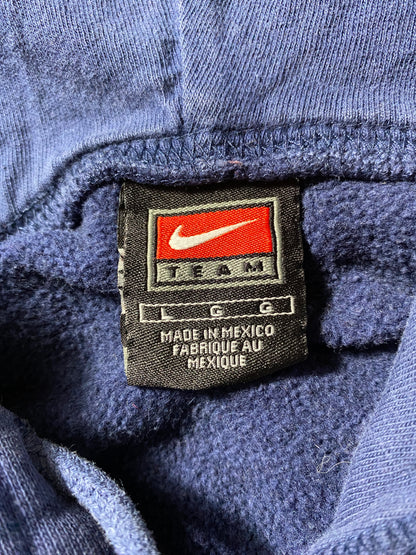 TEAM
L G G
MADE IN MEXICO
FABRIQUE AU
MEXIQUE